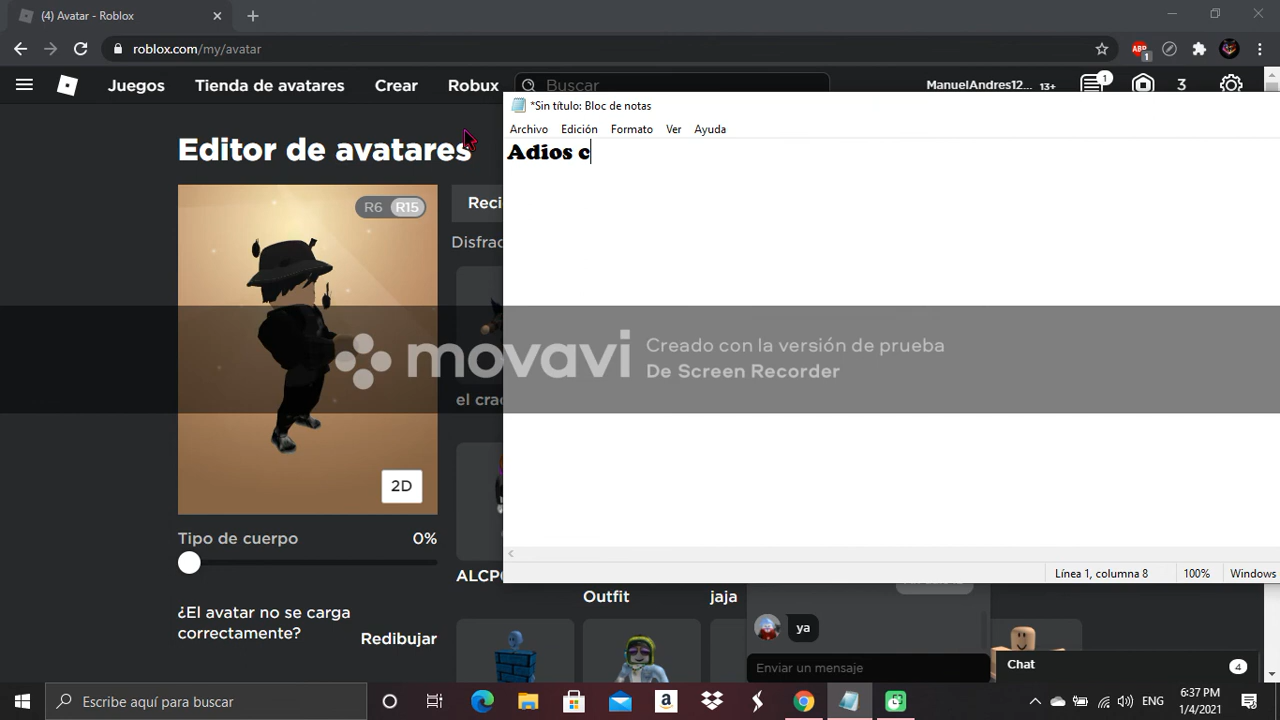 (4) Avatar - Roblox
roblox.com/my/avatar
ABP
1
Juegos
Tienda de avatares
Crear
Robux
Buscar
ManuelAndres12... 13+
1
3
*Sin título: Bloc de notas
Archivo Edición Formato Ver Ayuda
Adios c
Editor de avatares
R6 R15
Reci
Disfrac
2D
el crac
Tipo de cuerpo 0%
¿El avatar no se carga
correctamente?
Redibujar
movavi
Creado con la versión de prueba
De Screen Recorder
Línea 1, columna 8
100%
Windows
Outfit
jaja
ya
Enviar un mensaje
Chat
4
Escribe aquí para buscar
a
ENG
6:37 PM
1/4/2021